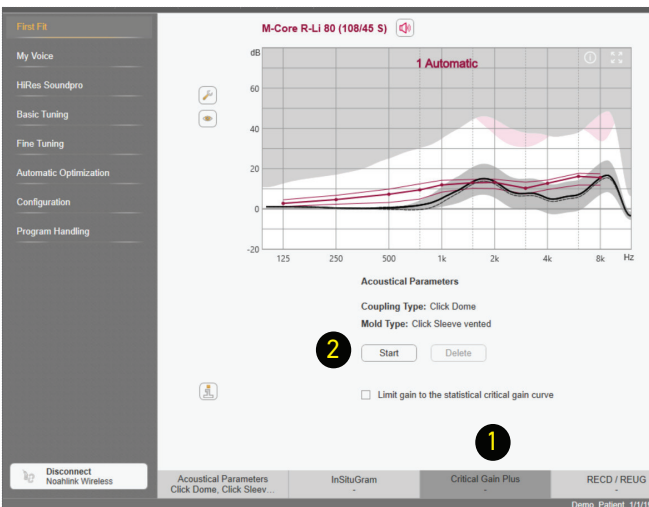 First Fit
My Voice
HiRes Soundpro
Basic Tuning
Fine Tuning
Automatic Optimization
Configuration
Program Handling
Disconnect
Noahlink Wireless
M-Core R-Li 80 (108/45 S)
dB
1 Automatic
60
40
20
0
-20
125 250 500 1k 2k 4k 8k Hz
Acoustical Parameters
Coupling Type: Click Dome
Mold Type: Click Sleeve vented
2 Start Delete
Limit gain to the statistical critical gain curve
1
Acoustical Parameters InSituGram Critical Gain Plus RECD / REUG
Click Dome, Click Sleev... - - -